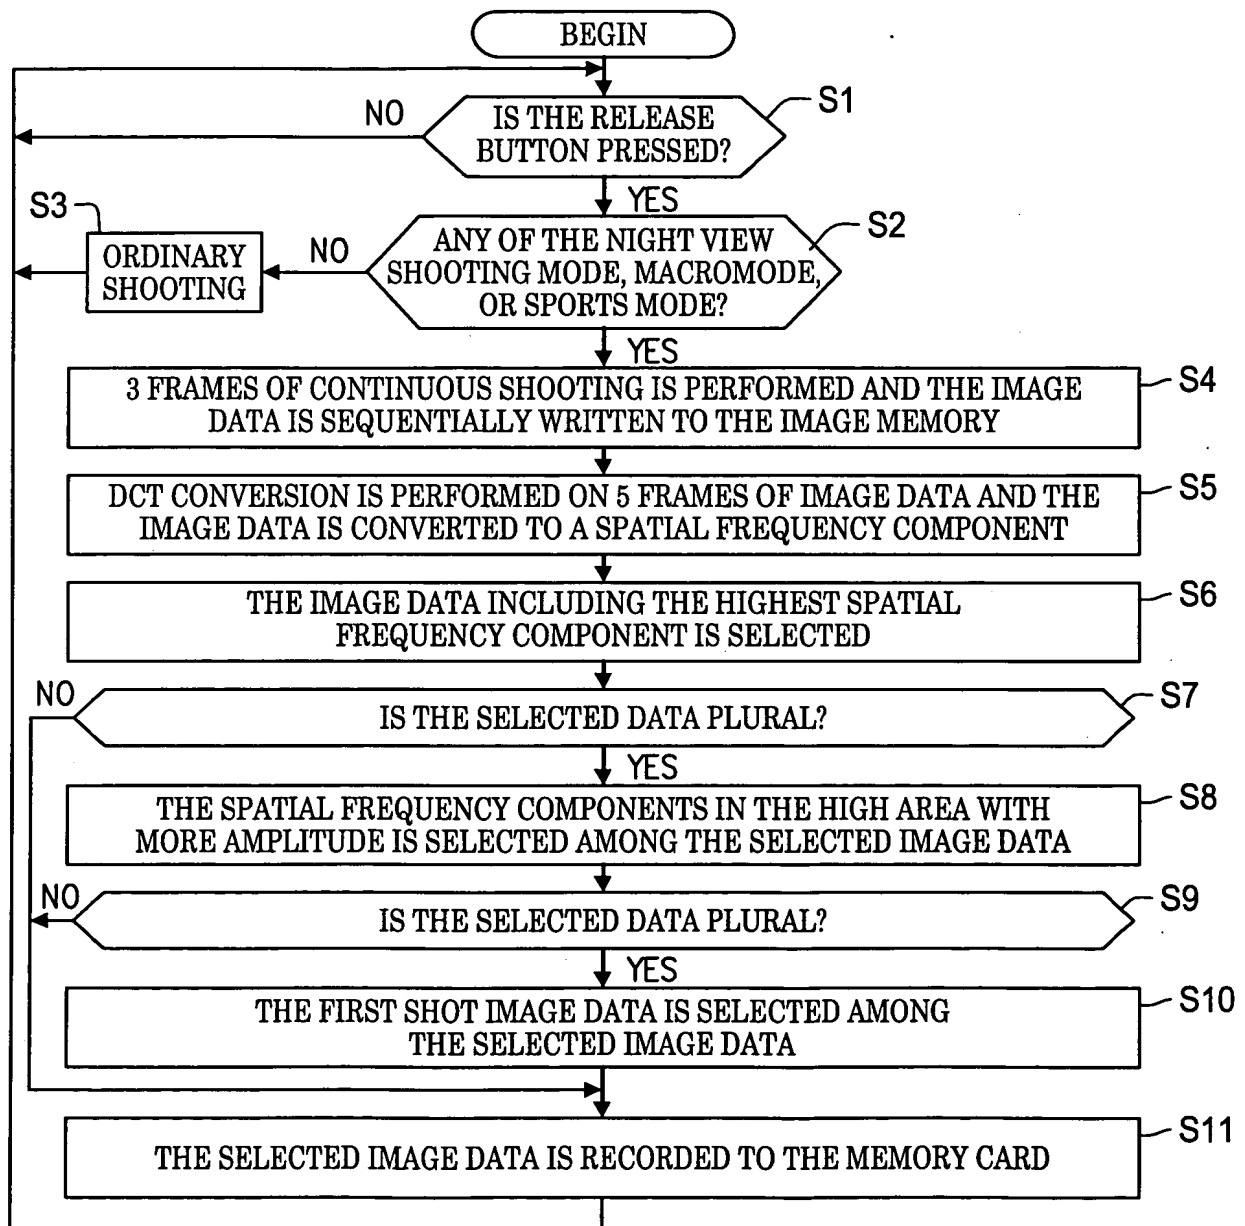 BEGIN
NO
IS THE RELEASE
BUTTON PRESSED?
S1
YES
S3
ORDINARY
SHOOTING
NO
ANY OF THE NIGHT VIEW
SHOOTING MODE, MACROMODE,
OR SPORTS MODE?
S2
YES
3 FRAMES OF CONTINUOUS SHOOTING IS PERFORMED AND THE IMAGE
DATA IS SEQUENTIALLY WRITTEN TO THE IMAGE MEMORY
S4
DCT CONVERSION IS PERFORMED ON 5 FRAMES OF IMAGE DATA AND THE
IMAGE DATA IS CONVERTED TO A SPATIAL FREQUENCY COMPONENT
S5
THE IMAGE DATA INCLUDING THE HIGHEST SPATIAL
FREQUENCY COMPONENT IS SELECTED
S6
NO
IS THE SELECTED DATA PLURAL?
S7
YES
THE SPATIAL FREQUENCY COMPONENTS IN THE HIGH AREA WITH
MORE AMPLITUDE IS SELECTED AMONG THE SELECTED IMAGE DATA
S8
NO
IS THE SELECTED DATA PLURAL?
S9
YES
THE FIRST SHOT IMAGE DATA IS SELECTED AMONG
THE SELECTED IMAGE DATA
S10
THE SELECTED IMAGE DATA IS RECORDED TO THE MEMORY CARD
S11